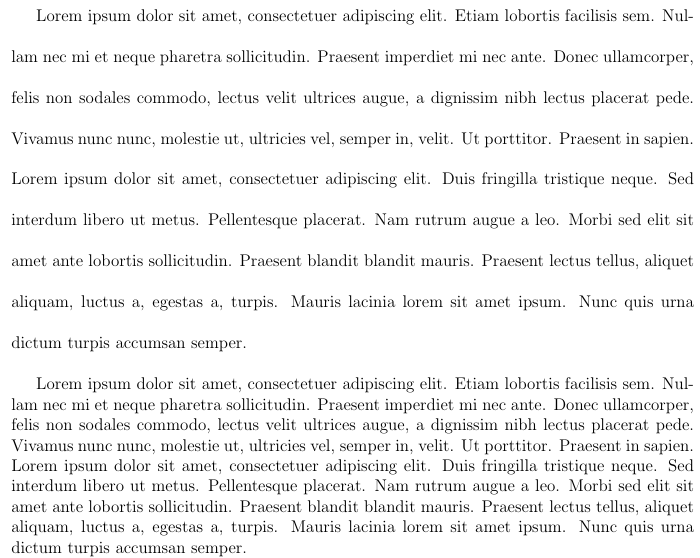 Lorem ipsum dolor sit amet, consectetuer adipiscing elit. Etiam lobortis facilisis sem. Nul-
lam nec mi et neque pharetra sollicitudin. Praesent imperdiet mi nec ante. Donec ullamcorper,
felis non sodales commodo, lectus velit ultrices augue, a dignissim nibh lectus placerat pede.
Vivamus nunc nunc, molestie ut, ultricies vel, semper in, velit. Ut porttitor. Praesent in sapien.
Lorem ipsum dolor sit amet, consectetuer adipiscing elit. Duis fringilla tristique neque. Sed
interdum libero ut metus. Pellentesque placerat. Nam rutrum augue a leo. Morbi sed elit sit
amet ante lobortis sollicitudin. Praesent blandit blandit mauris. Praesent lectus tellus, aliquet
aliquam, luctus a, egestas a, turpis. Mauris lacinia lorem sit amet ipsum. Nunc quis urna
dictum turpis accumsan semper.
Lorem ipsum dolor sit amet, consectetuer adipiscing elit. Etiam lobortis facilisis sem. Nul-
lam nec mi et neque pharetra sollicitudin. Praesent imperdiet mi nec ante. Donec ullamcorper,
felis non sodales commodo, lectus velit ultrices augue, a dignissim nibh lectus placerat pede.
Vivamus nunc nunc, molestie ut, ultricies vel, semper in, velit. Ut porttitor. Praesent in sapien.
Lorem ipsum dolor sit amet, consectetuer adipiscing elit. Duis fringilla tristique neque. Sed
interdum libero ut metus. Pellentesque placerat. Nam rutrum augue a leo. Morbi sed elit sit
amet ante lobortis sollicitudin. Praesent blandit blandit mauris. Praesent lectus tellus, aliquet
aliquam, luctus a, egestas a, turpis. Mauris lacinia lorem sit amet ipsum. Nunc quis urna
dictum turpis accumsan semper.